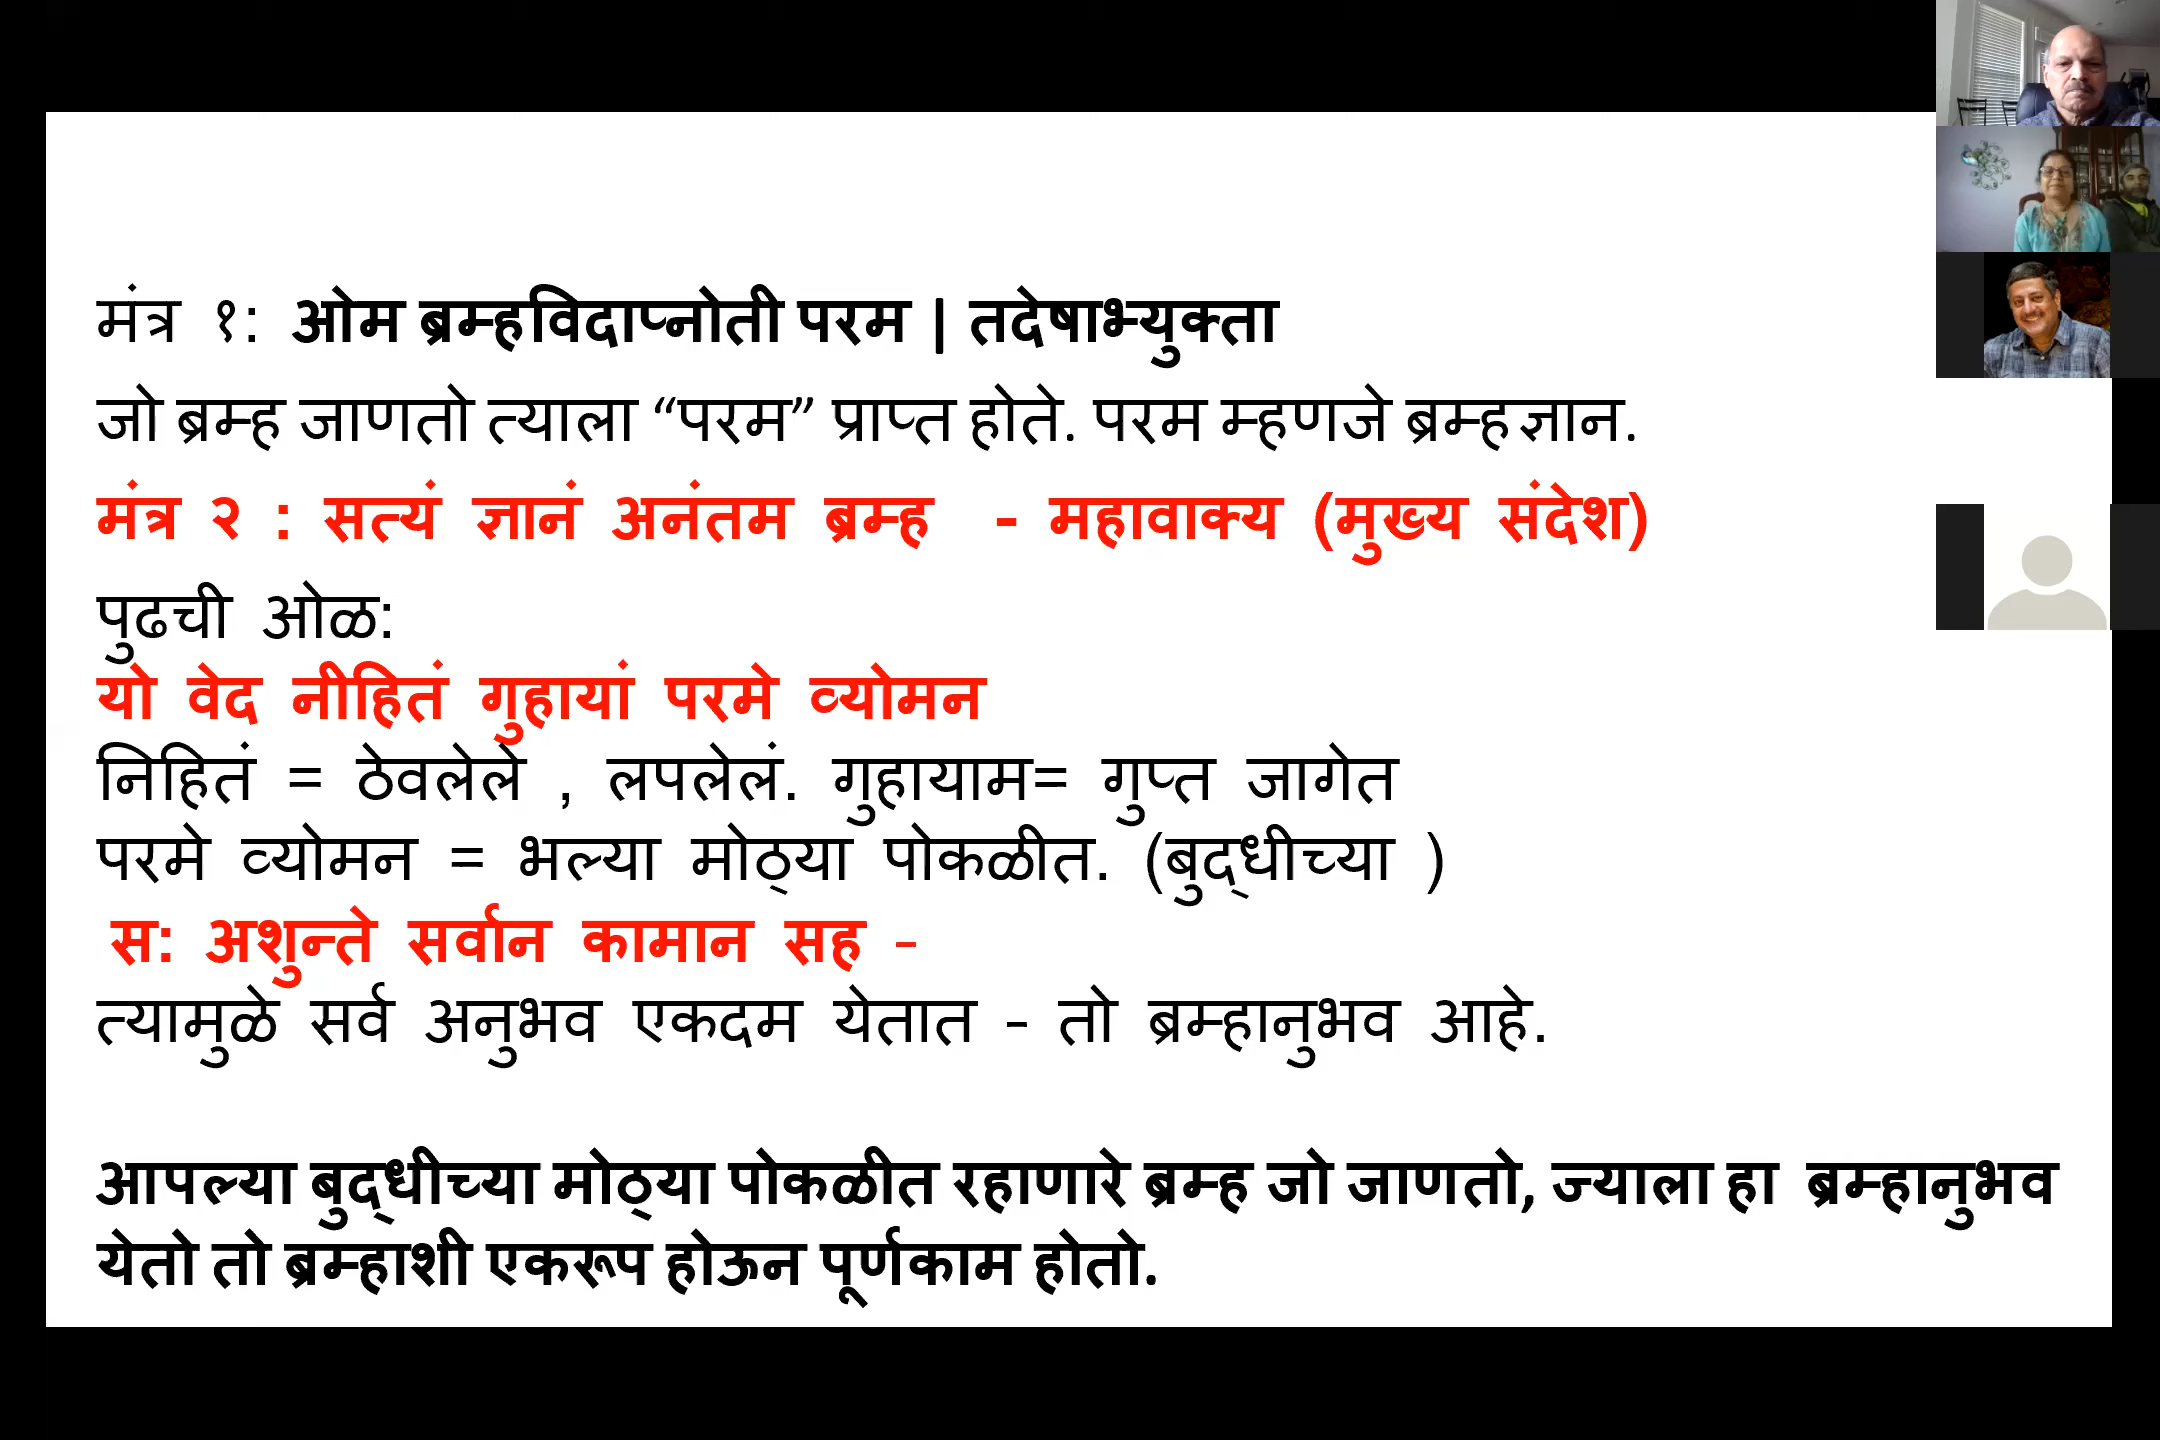 मंत्र १: ओम ब्रम्हविदाप्नोती परम | तदेषाभ्युक्ता
जो ब्रम्ह जाणतो त्याला “परम” प्राप्त होते. परम म्हणजे ब्रम्हज्ञान.
मंत्र २ : सत्यं ज्ञानं अनंतम ब्रम्ह - महावाक्य (मुख्य संदेश)
पुढची ओळ:
यो वेद नीहितं गुहायां परमे व्योमन
निहितं = ठेवलेले , लपलेलं. गुहायाम= गुप्त जागेत
परमे व्योमन = भल्या मोठ्या पोकळीत. (बुद्धीच्या )
स: अशुन्ते सर्वान कामान सह -
त्यामुळे सर्व अनुभव एकदम येतात - तो ब्रम्हानुभव आहे.
आपल्या बुद्धीच्या मोठ्या पोकळीत रहाणारे ब्रम्ह जो जाणतो, ज्याला हा ब्रम्हानुभव
येतो तो ब्रम्हाशी एकरूप होऊन पूर्णकाम होतो.